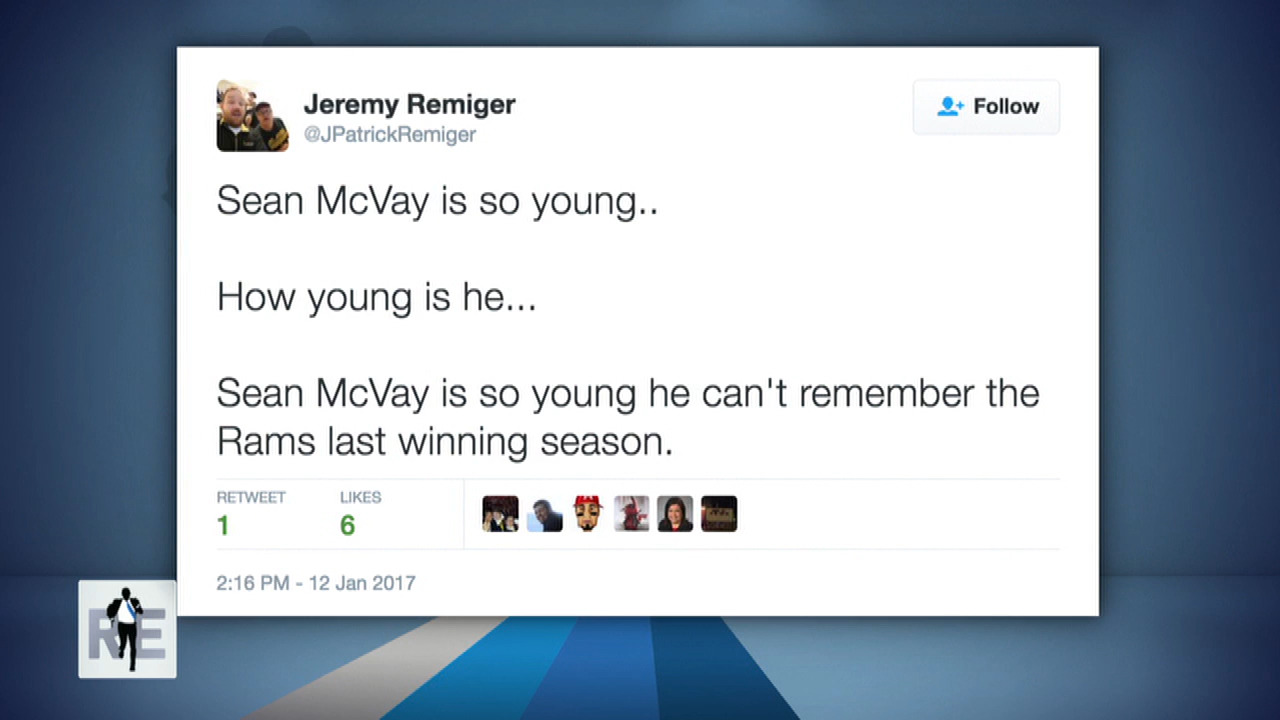 Jeremy Remiger
@JPatrickRemiger
Follow
Sean McVay is so young..
How young is he...
Sean McVay is so young he can't remember the
Rams last winning season.
RETWEET
LIKES
1
6
2:16 PM - 12 Jan 2017
RE